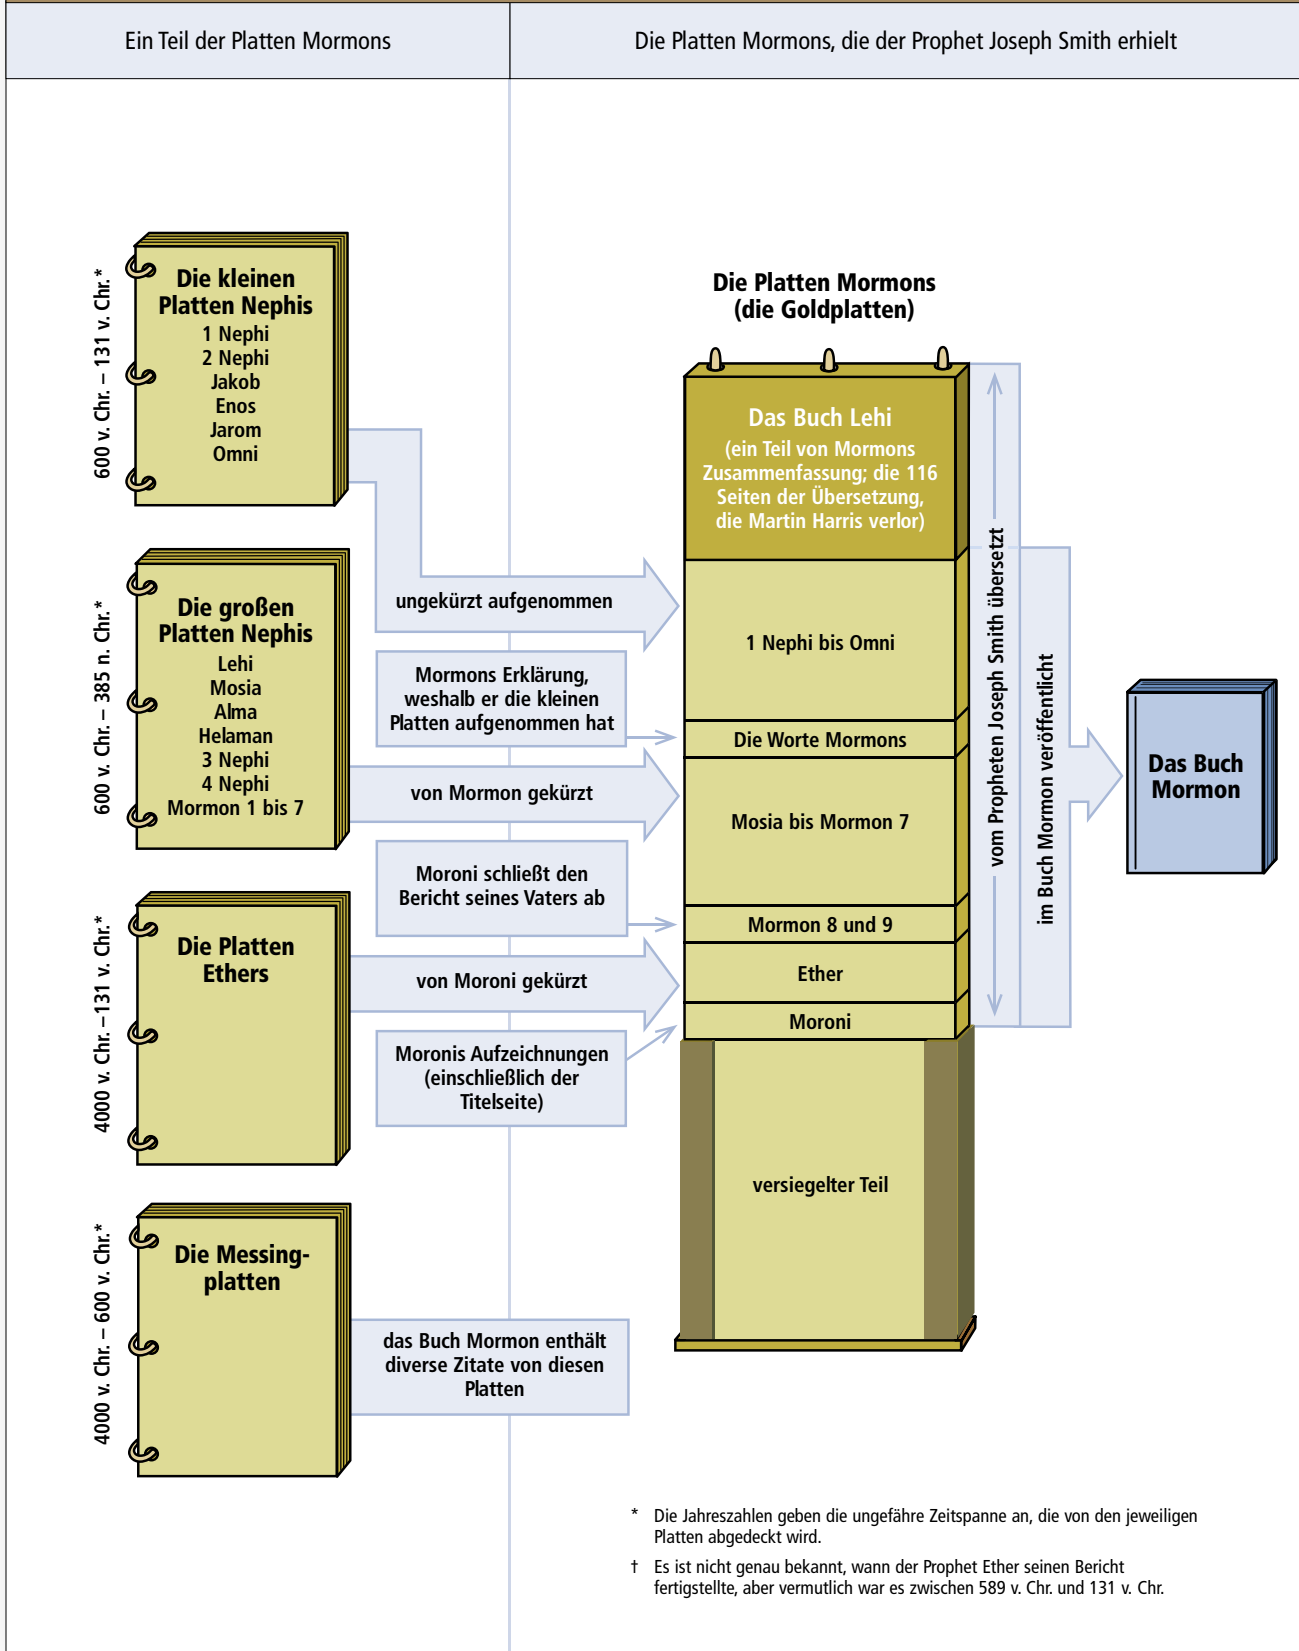 Ein Teil der Platten Mormons
Die Platten Mormons, die der Prophet Joseph Smith erhielt
600 v. Chr. – 131 v. Chr.*
Die kleinen
Platten Nephis
1 Nephi
2 Nephi
Jakob
Enos
Jarom
Omni
600 v. Chr. – 385 n. Chr.*
Die großen
Platten Nephis
Lehi
Mosia
Alma
Helaman
3 Nephi
4 Nephi
Mormon 1 bis 7
4000 v. Chr. –131 v. Chr.*
Die Platten
Ethers
4000 v. Chr. – 600 v. Chr.*
Die Messing-
platten
ungekürzt aufgenommen
Mormons Erklärung,
weshalb er die kleinen
Platten aufgenommen hat
von Mormon gekürzt
Moroni schließt den
Bericht seines Vaters ab
von Moroni gekürzt
Moronis Aufzeichnungen
(einschließlich der
Titelseite)
das Buch Mormon enthält
diverse Zitate von diesen
Platten
Die Platten Mormons
(die Goldplatten)
Das Buch Lehi
(ein Teil von Mormons
Zusammenfassung; die 116
Seiten der Übersetzung,
die Martin Harris verlor)
1 Nephi bis Omni
Die Worte Mormons
Mosia bis Mormon 7
Mormon 8 und 9
Ether
Moroni
versiegelter Teil
vom Propheten Joseph Smith übersetzt
im Buch Mormon veröffentlicht
Das Buch
Mormon
* Die Jahreszahlen geben die ungefähre Zeitspanne an, die von den jeweiligen
Platten abgedeckt wird.
† Es ist nicht genau bekannt, wann der Prophet Ether seinen Bericht
fertigstellte, aber vermutlich war es zwischen 589 v. Chr. und 131 v. Chr.